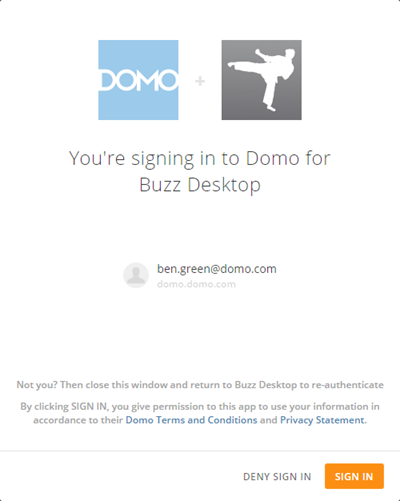 DOMO
+
You're signing in to Domo for
Buzz Desktop
ben.green@domo.com
domo.domo.com
Not you? Then close this window and return to Buzz Desktop to re-authenticate
By clicking SIGN IN, you give permission to this app to use your information in
accordance to their Domo Terms and Conditions and Privacy Statement.
DENY SIGN IN SIGN IN